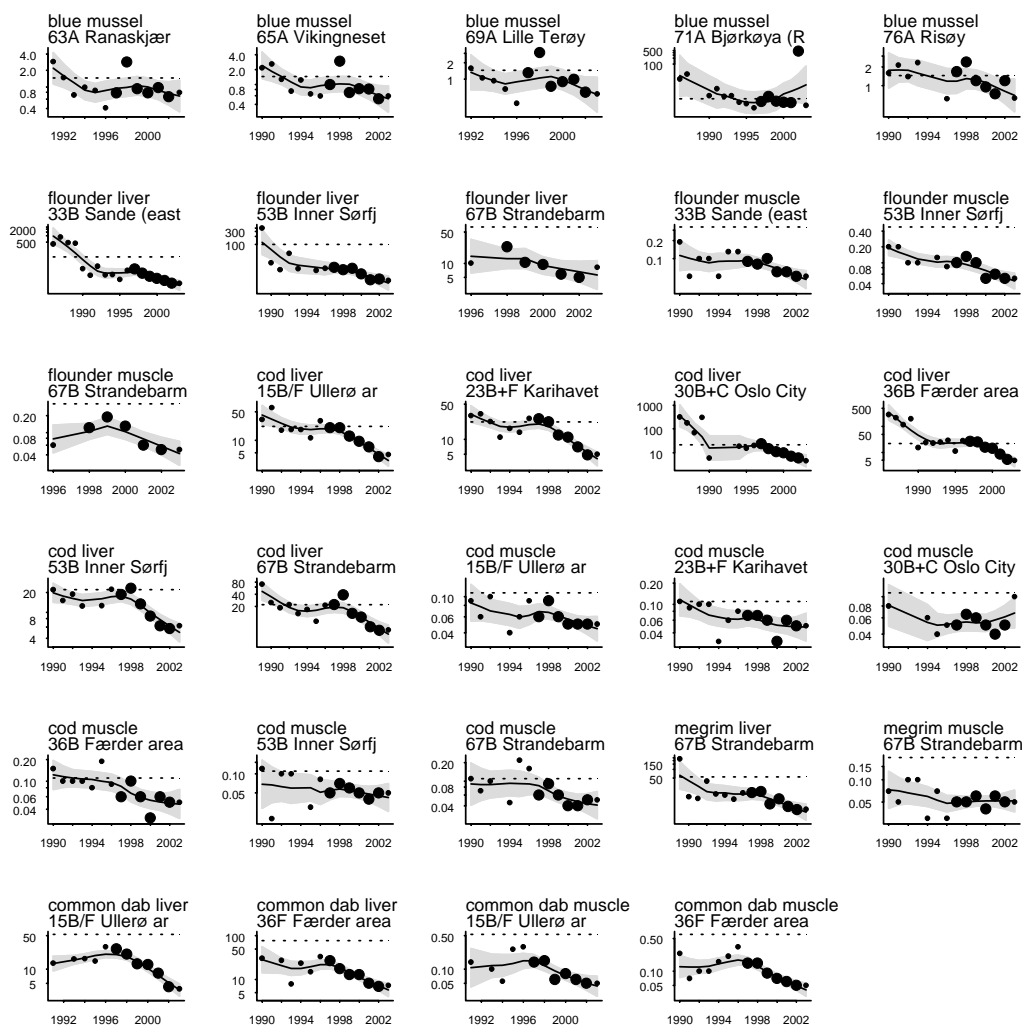 blue mussel
63A Ranaskjær
4.0
2.0
0.8
0.4
1992 1996 2000
blue mussel
65A Vikingneset
4.0
2.0
0.8
0.4
1990 1994 1998 2002
blue mussel
69A Lille Terøy
2
1
1992 1996 2000
blue mussel
71A Bjørkøya (R
500
100
1990 1995 2000
blue mussel
76A Risøy
2
1
1990 1994 1998 2002
flounder liver
33B Sande (east
2000
500
1990 1995 2000
flounder liver
53B Inner Sørfj
300
100
1990 1994 1998 2002
flounder liver
67B Strandebarm
50
10
5
1996 1998 2000 2002
flounder muscle
33B Sande (east
0.2
0.1
1990 1994 1998 2002
flounder muscle
53B Inner Sørfj
0.40
0.20
0.08
0.04
1990 1994 1998 2002
flounder muscle
67B Strandebarm
0.20
0.08
0.04
1996 1998 2000 2002
cod liver
15B/F Ullerø ar
50
20
5
1990 1994 1998 2002
cod liver
23B+F Karihavet
50
10
5
1990 1994 1998 2002
cod liver
30B+C Oslo City
1000
400
100
10
1990 1995 2000
cod liver
36B Færder area
500
50
5
1990 1995 2000
cod liver
53B Inner Sørfj
20
8
4
1990 1994 1998 2002
cod liver
67B Strandebarm
80
40
20
5
1990 1994 1998 2002
cod muscle
15B/F Ullerø ar
0.10
0.06
0.04
1990 1994 1998 2002
cod muscle
23B+F Karihavet
0.20
0.10
0.06
0.04
1990 1994 1998 2002
cod muscle
30B+C Oslo City
0.08
0.06
0.04
1990 1994 1998 2002
cod muscle
36B Færder area
0.20
0.10
0.06
0.04
1990 1994 1998 2002
cod muscle
53B Inner Sørfj
0.10
0.05
1990 1994 1998 2002
cod muscle
67B Strandebarm
0.20
0.08
0.04
1990 1994 1998 2002
megrim liver
67B Strandebarm
150
50
1990 1994 1998 2002
megrim muscle
67B Strandebarm
0.15
0.10
0.05
1990 1994 1998 2002
common dab liver
15B/F Ullerø ar
50
10
5
1992 1996 2000
common dab liver
36F Færder area
100
50
10
5
1990 1994 1998 2002
common dab muscle
15B/F Ullerø ar
0.50
0.10
0.05
1992 1996 2000
common dab muscle
36F Færder area
0.50
0.10
0.05
1990 1994 1998 2002